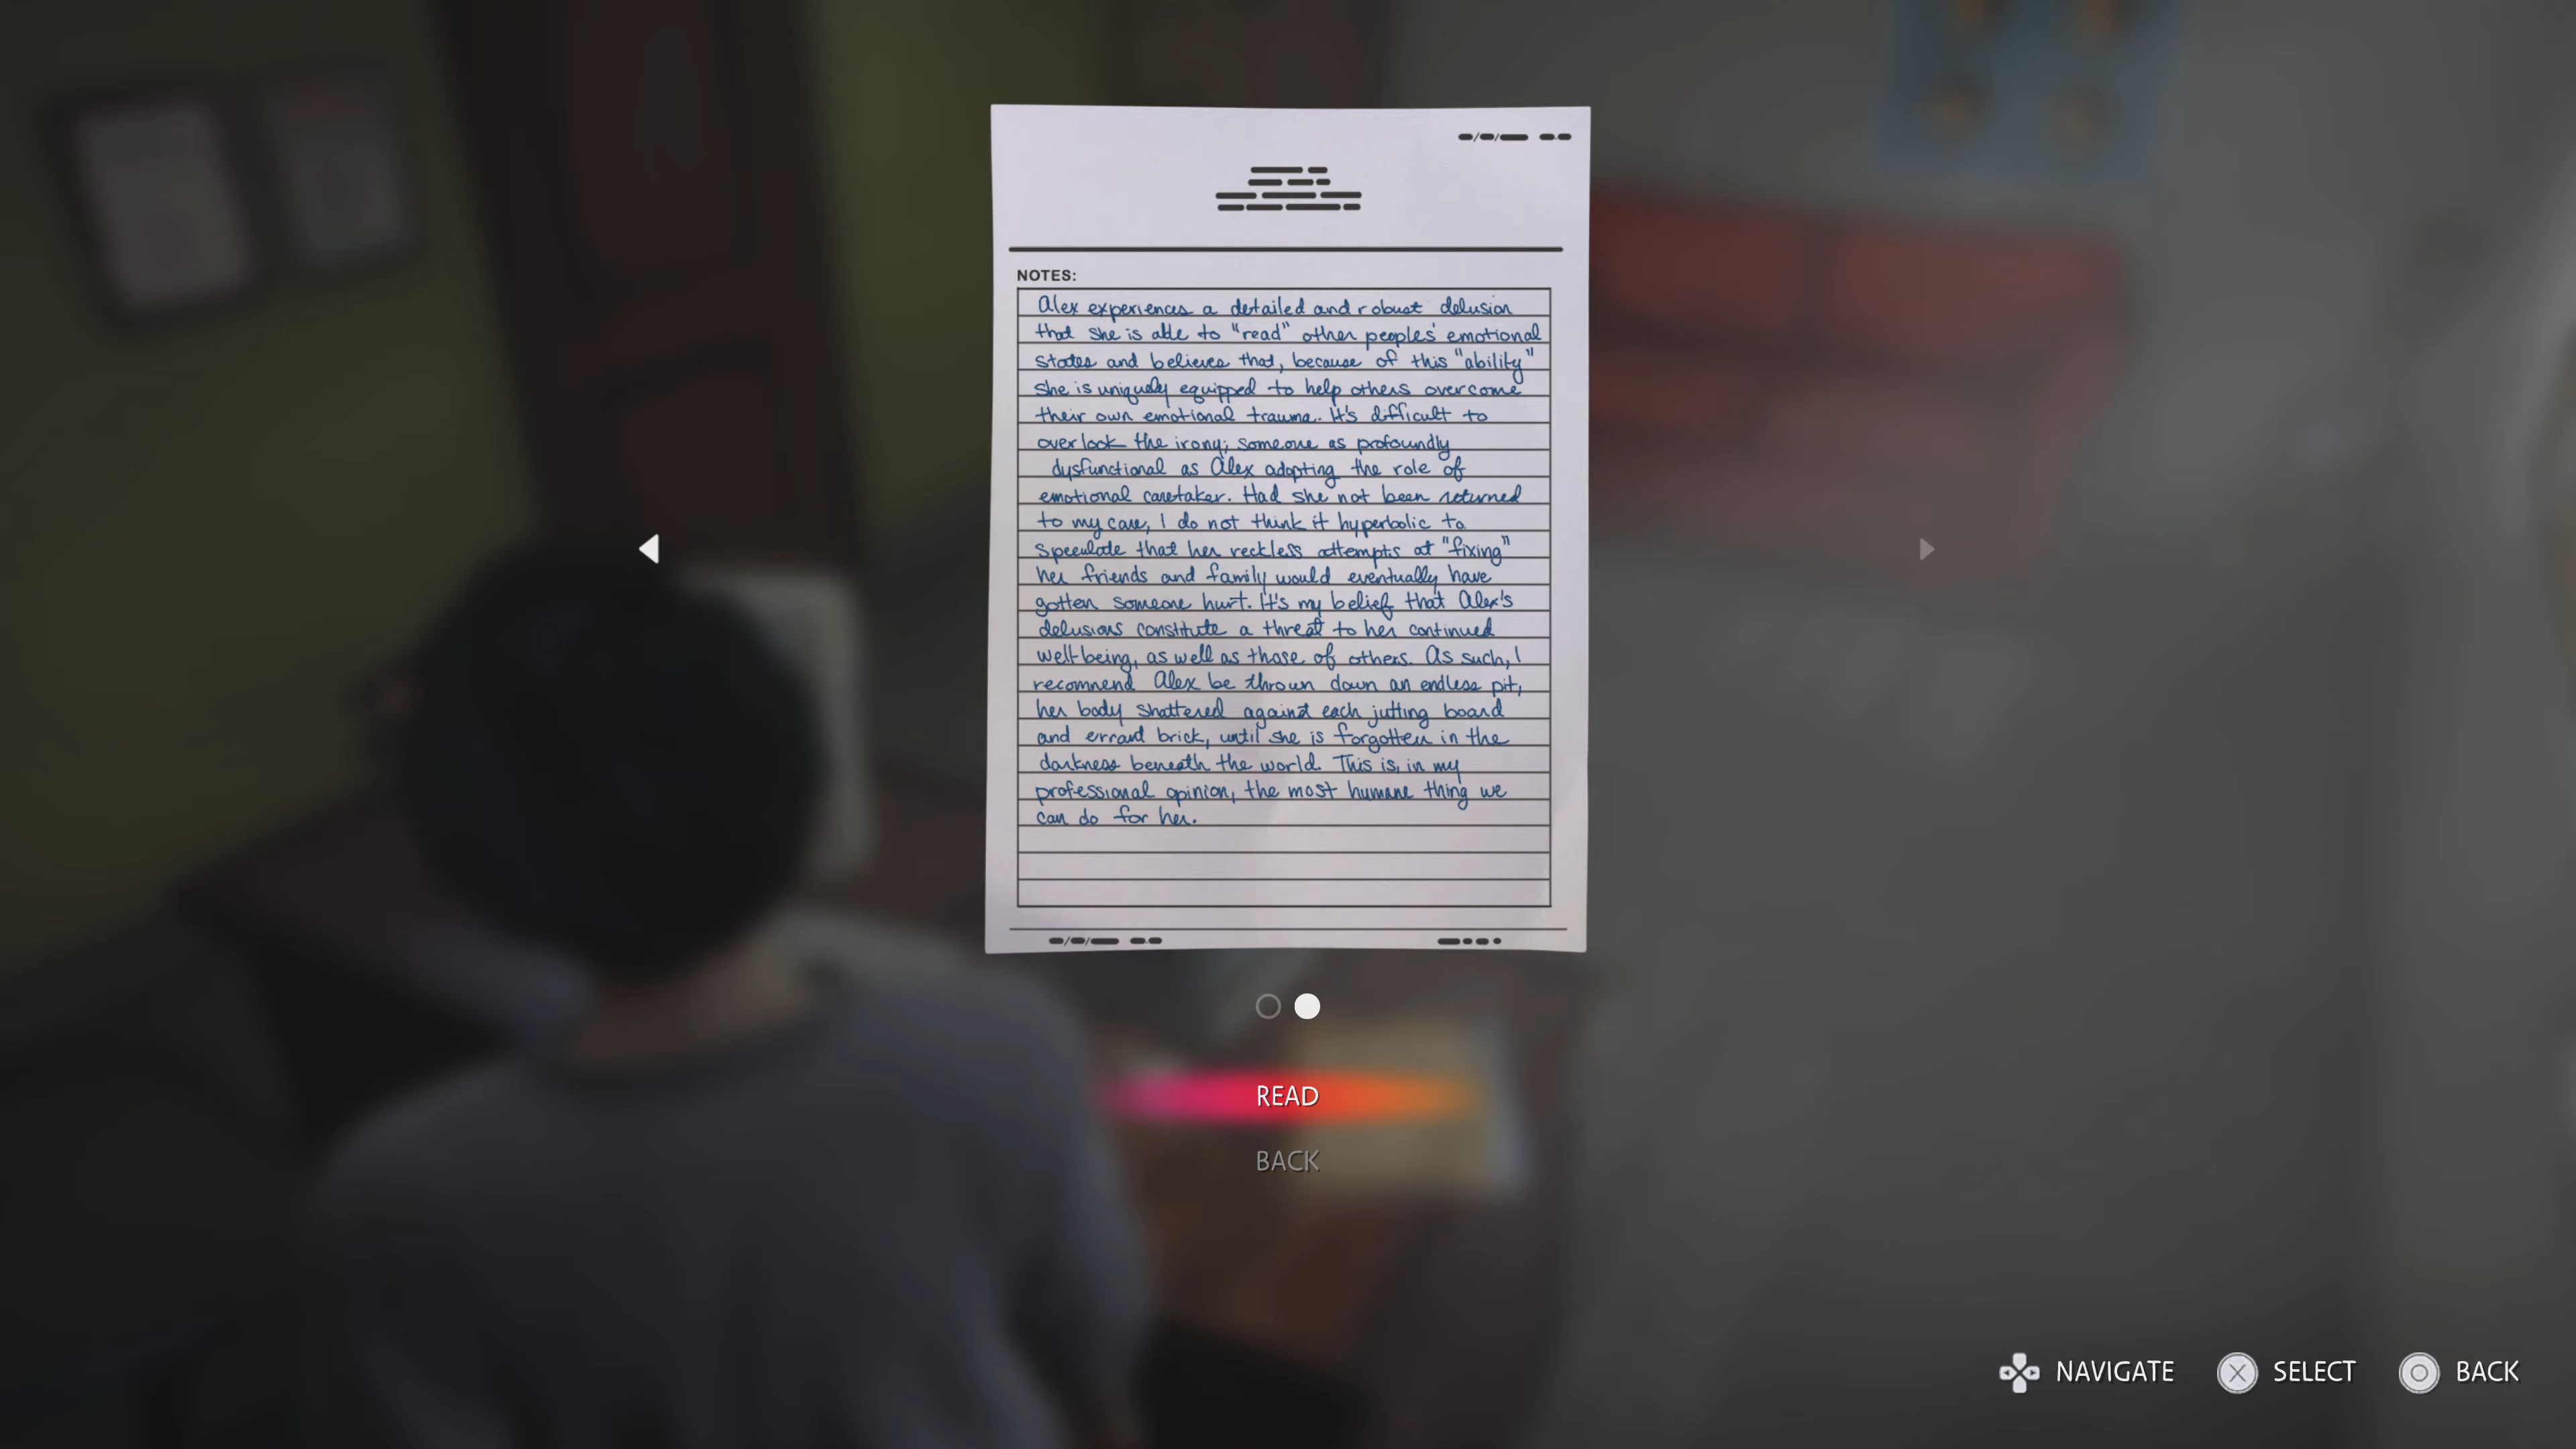 NOTES:
Alex experiences a detailed and robust delusion
that she is able to "read" other peoples' emotional
states and believes that, because of this "ability"
she is uniquely equipped to help others overcome
their own emotional trauma. It's difficult to
overlook the irony; someone as profoundly
dysfunctional as Alex adopting the role of
emotional caretaker. Had she not been returned
to my care, I do not think it hyperbolic to
speculate that her reckless attempts at "fixing"
her friends and family would eventually have
gotten someone hurt. It's my belief that Alex's
delusions constitute a threat to her continued
well-being, as well as those of others. As such, I
recomnend Alex be thrown down an endless pit,
her body shattered against each jutting board
and errant brick, until she is forgotten in the
darkness beneath the world. This is, in my
professional opinion, the most humane thing we
can do for her.
READ
BACK
NAVIGATE SELECT BACK